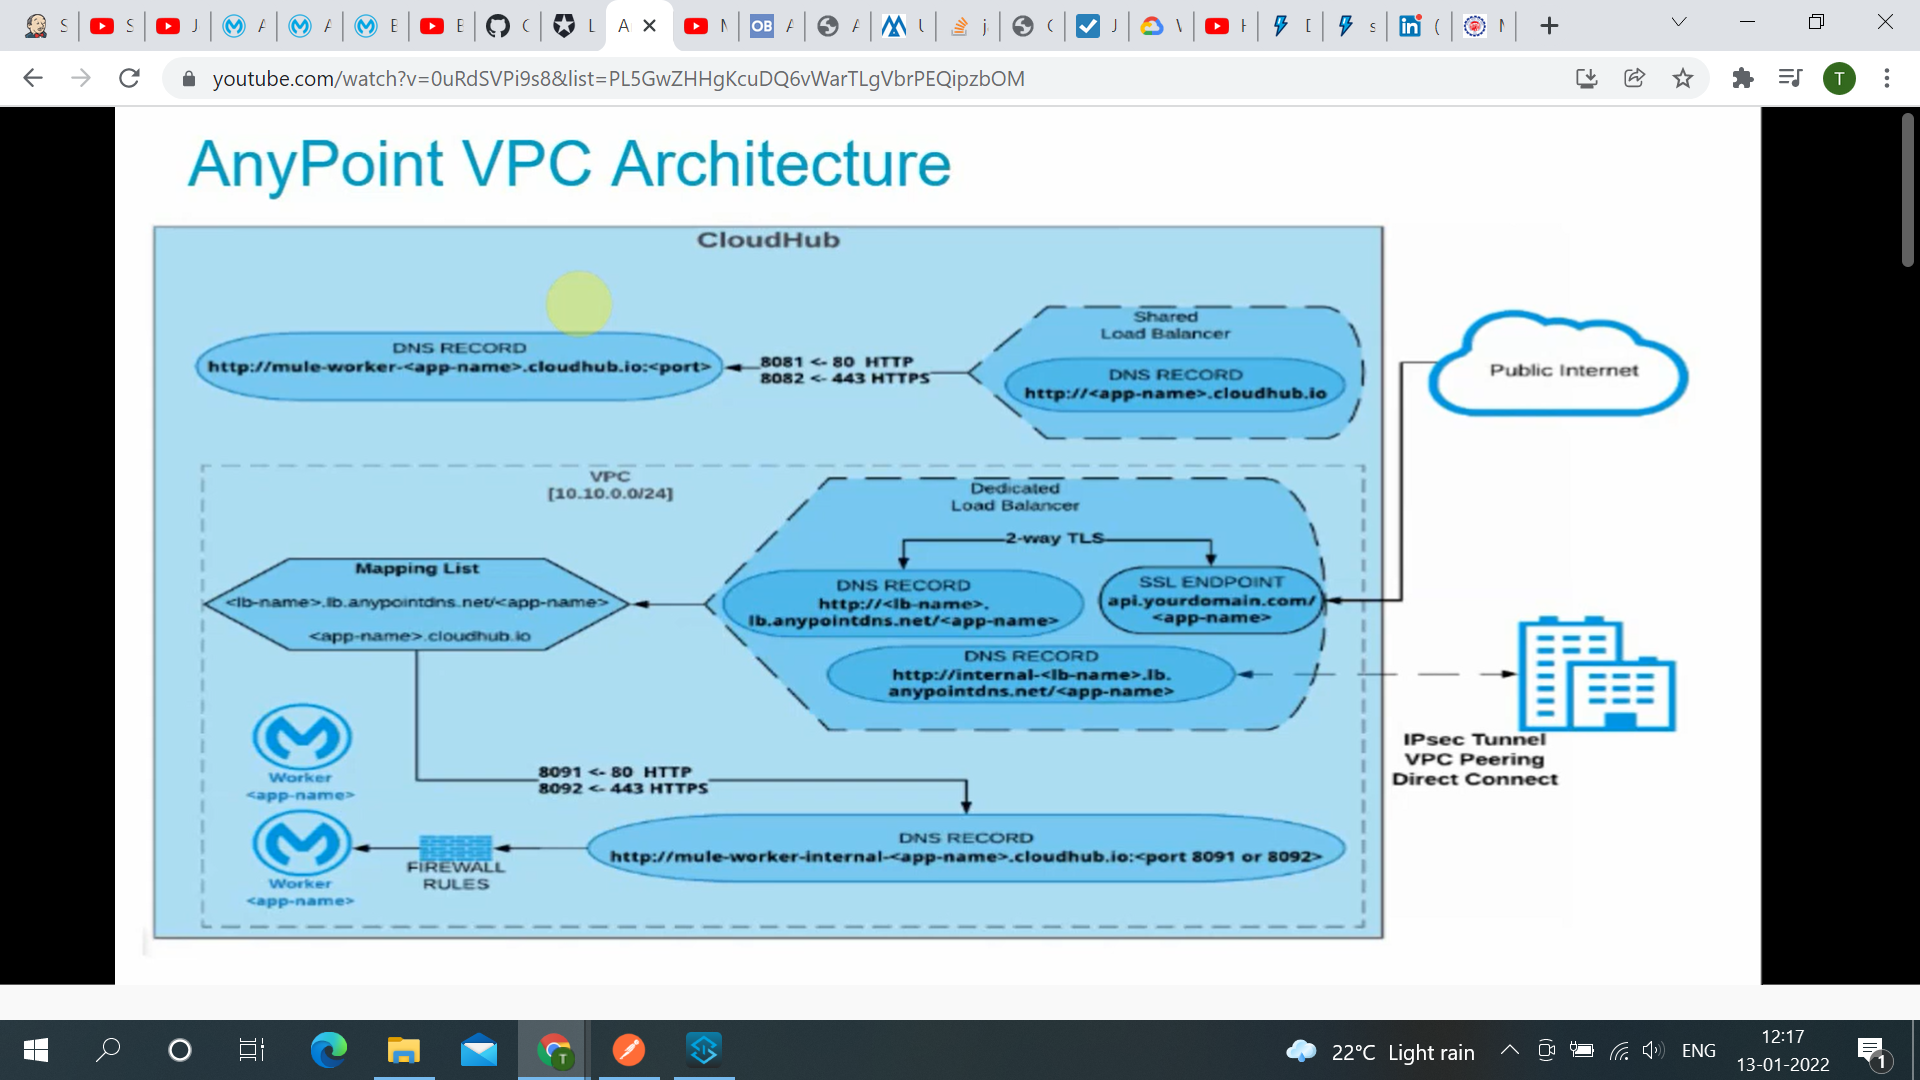 youtube.com/watch?v=0uRdSVPi9s8&list=PL5GwZHHgKcuDQ6vWarTLgVbrPEQipzbOM
T
AnyPoint VPC Architecture
CloudHub
DNS RECORD
http://mule-worker-<app-name>.cloudhub.io:<port>
8081 <- 80 HTTP
8082 <- 443 HTTPS
Shared
Load Balancer
DNS RECORD
http://<app-name>.cloudhub.io
Public Internet
VPC
[10.10.0.0/24]
Dedicated
Load Balancer
2-way TLS
Mapping List
<lb-name>.lb.anypointdns.net/<app-name>
<app-name>.cloudhub.io
DNS RECORD
http://<lb-name>.
lb.anypointdns.net/<app-name>
SSL ENDPOINT
api.yourdomain.com/
<app-name>
DNS RECORD
http://internal-<lb-name>.lb.
anypointdns.net/<app-name>
IPsec Tunnel
VPC Peering
Direct Connect
Worker
<app-name>
8091 <- 80 HTTP
8092 <- 443 HTTPS
Worker
<app-name>
FIREWALL
RULES
DNS RECORD
http://mule-worker-internal-<app-name>.cloudhub.io:<port 8091 or 8092>
22°C Light rain
ENG
12:17
13-01-2022
1